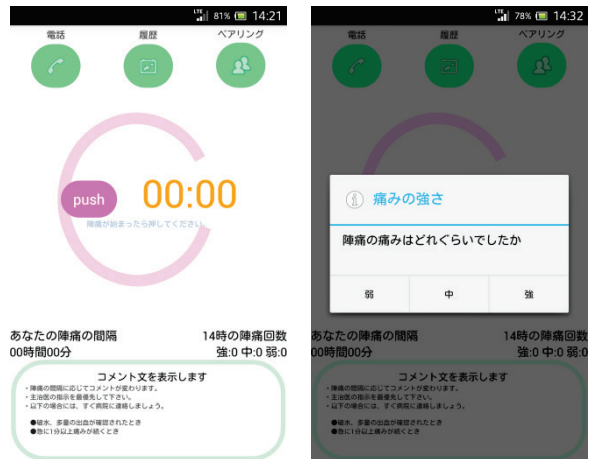 LTE 81% 14:21
電話 履歴 ペアリング
push 00:00
陣痛が始まったら押してください
あなたの陣痛の間隔 14時の陣痛回数
00時間00分 強:0 中:0 弱:0
コメント文を表示します
・陣痛の間隔に応じてコメントが変わります。
・主治医の指示を最優先して下さい。
・以下の場合には、すぐ病院に連絡しましょう。
●破水、多量の出血が確認されたとき
●急に1分以上痛みが続くとき
LTE 78% 14:32
電話 履歴 ペアリング
痛みの強さ
陣痛の痛みはどれぐらいでしたか
弱 中 強
あなたの陣痛の間隔 14時の陣痛回数
00時間00分 強:0 中:0 弱:0
コメント文を表示します
・陣痛の間隔に応じてコメントが変わります。
・主治医の指示を最優先して下さい。
・以下の場合には、すぐ病院に連絡しましょう。
●破水、多量の出血が確認されたとき
●急に1分以上痛みが続くとき